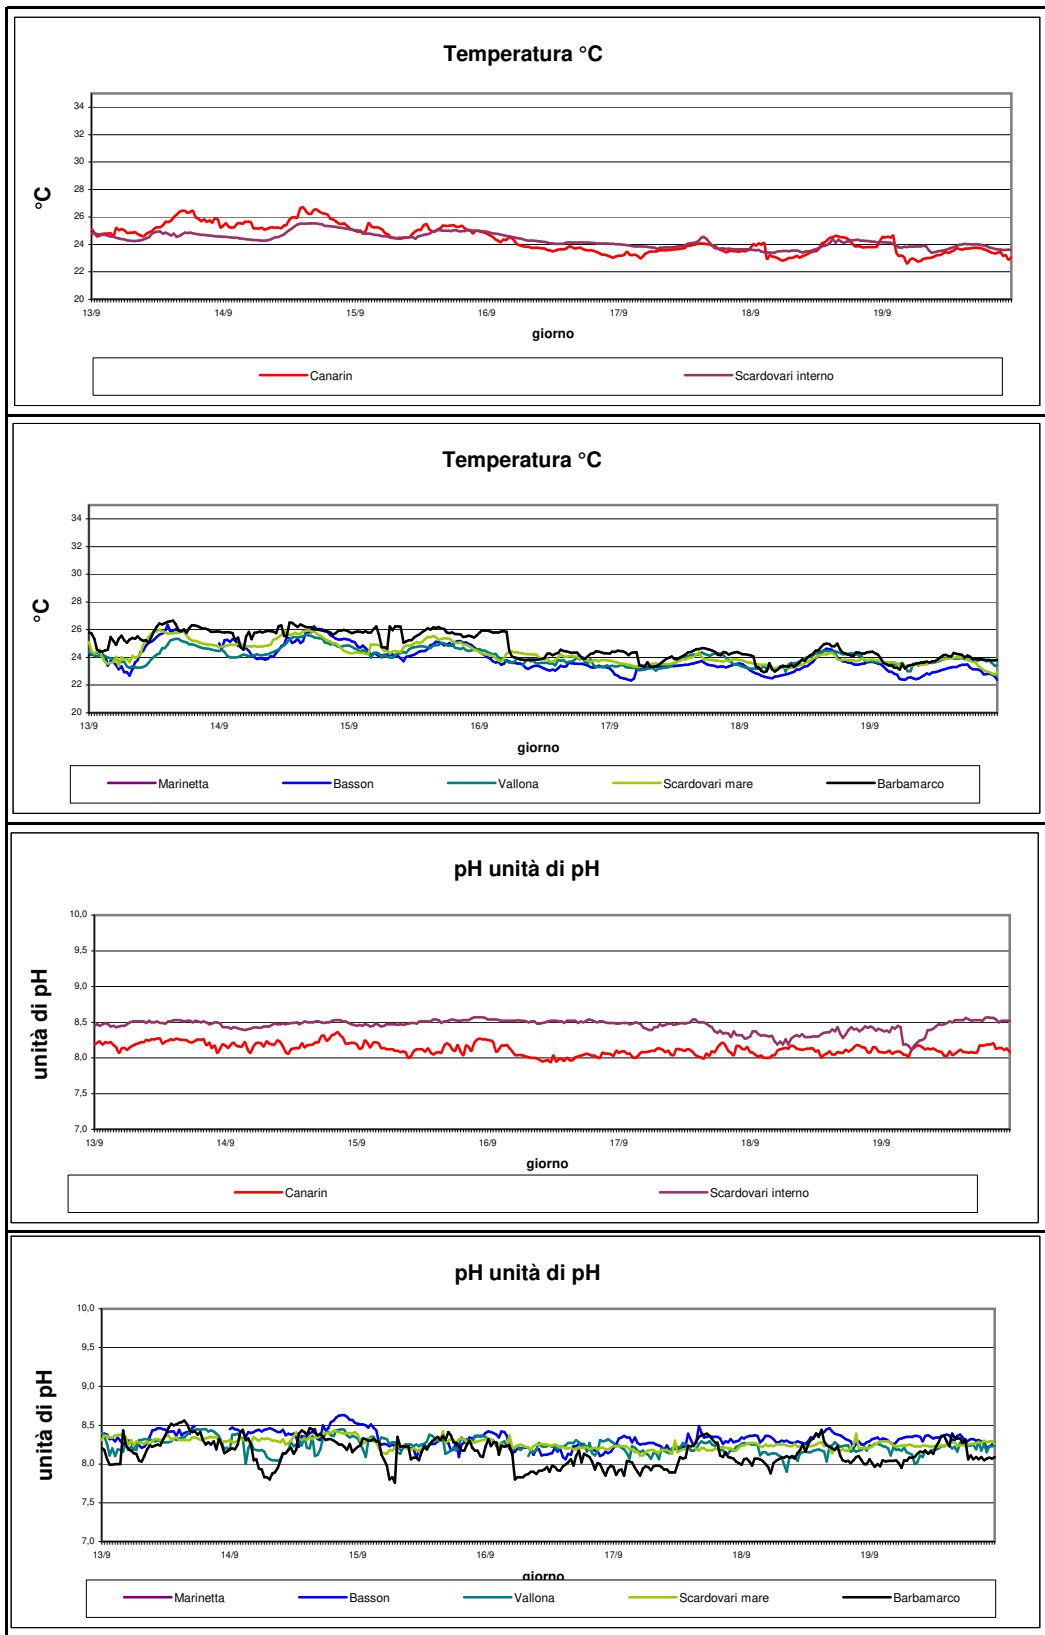 Temperatura °C
34
32
30
28
26
24
22
20
°C
13/9 14/9 15/9 16/9 17/9 18/9 19/9
giorno
Canarin Scardovari interno
Temperatura °C
34
32
30
28
26
24
22
20
°C
13/9 14/9 15/9 16/9 17/9 18/9 19/9
giorno
Marinetta Basson Vallona Scardovari mare Barbamarco
pH unità di pH
10,0
9,5
9,0
8,5
8,0
7,5
7,0
unità di pH
13/9 14/9 15/9 16/9 17/9 18/9 19/9
giorno
Canarin Scardovari interno
pH unità di pH
10,0
9,5
9,0
8,5
8,0
7,5
7,0
unità di pH
13/9 14/9 15/9 16/9 17/9 18/9 19/9
giorno
Marinetta Basson Vallona Scardovari mare Barbamarco